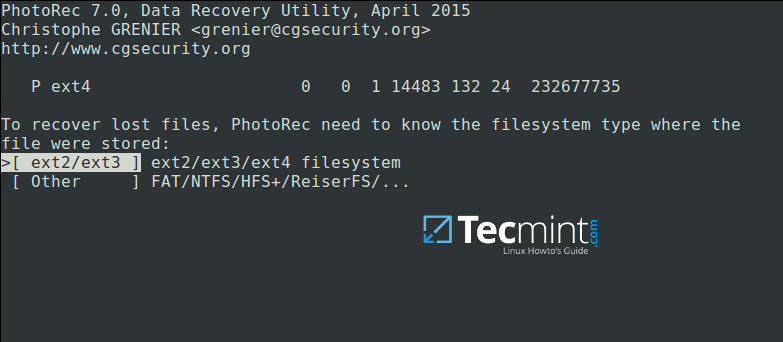 PhotoRec 7.0, Data Recovery Utility, April 2015
Christophe GRENIER <grenier@cgsecurity.org>
http://www.cgsecurity.org
P ext4 0 0 1 14483 132 24 232677735
To recover lost files, PhotoRec need to know the filesystem type where the
file were stored:
>[ ext2/ext3 ] ext2/ext3/ext4 filesystem
[ Other ] FAT/NTFS/HFS+/ReiserFS/...
Tecmint.com
Linux Howto's Guide